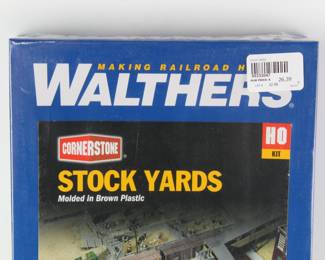 MAKING RAILROAD H
WALTHERS
26.39
CORNERSTONE
HO
KIT
STOCK YARDS
Molded in Brown Plastic